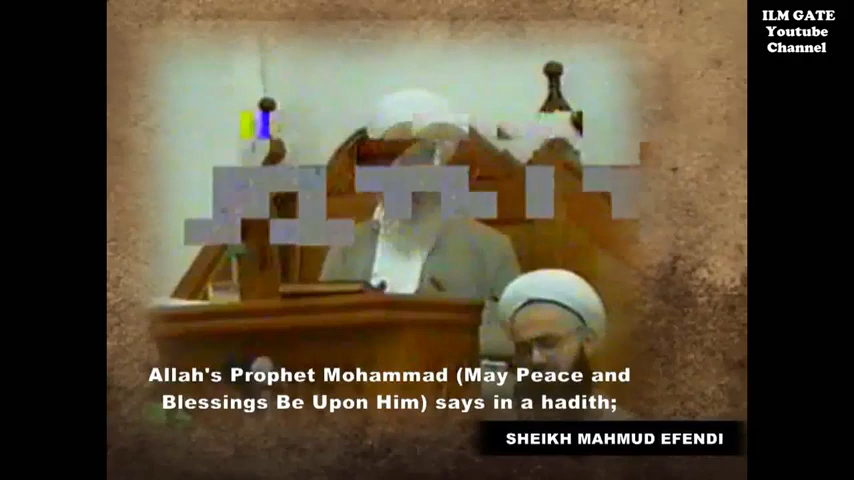 ILM GATE
Youtube
Channel
Allah's Prophet Mohammad (May Peace and
Blessings Be Upon Him) says in a hadith;
SHEIKH MAHMUD EFENDI